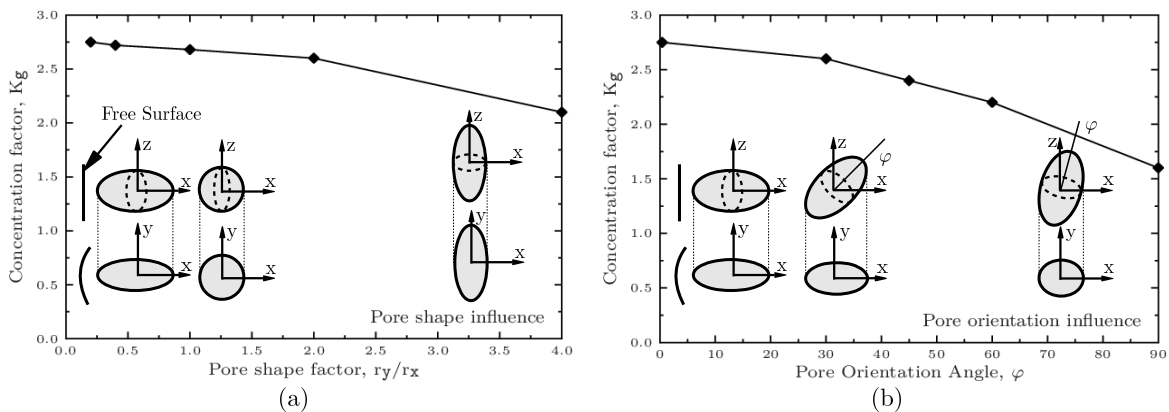 3.0
2.5
2.0
1.5
1.0
0.5
0.0
Concentration factor, Kg
Free Surface
z
x
y
x
z
x
y
x
z
x
y
x
Pore shape influence
0.0 0.5 1.0 1.5 2.0 2.5 3.0 3.5 4.0
Pore shape factor, ry/rx
(a)
3.0
2.5
2.0
1.5
1.0
0.5
0.0
Concentration factor, Kg
z
x
y
x
z
φ
x
y
x
z
φ
x
y
x
Pore orientation influence
0 10 20 30 40 50 60 70 80 90
Pore Orientation Angle, φ
(b)